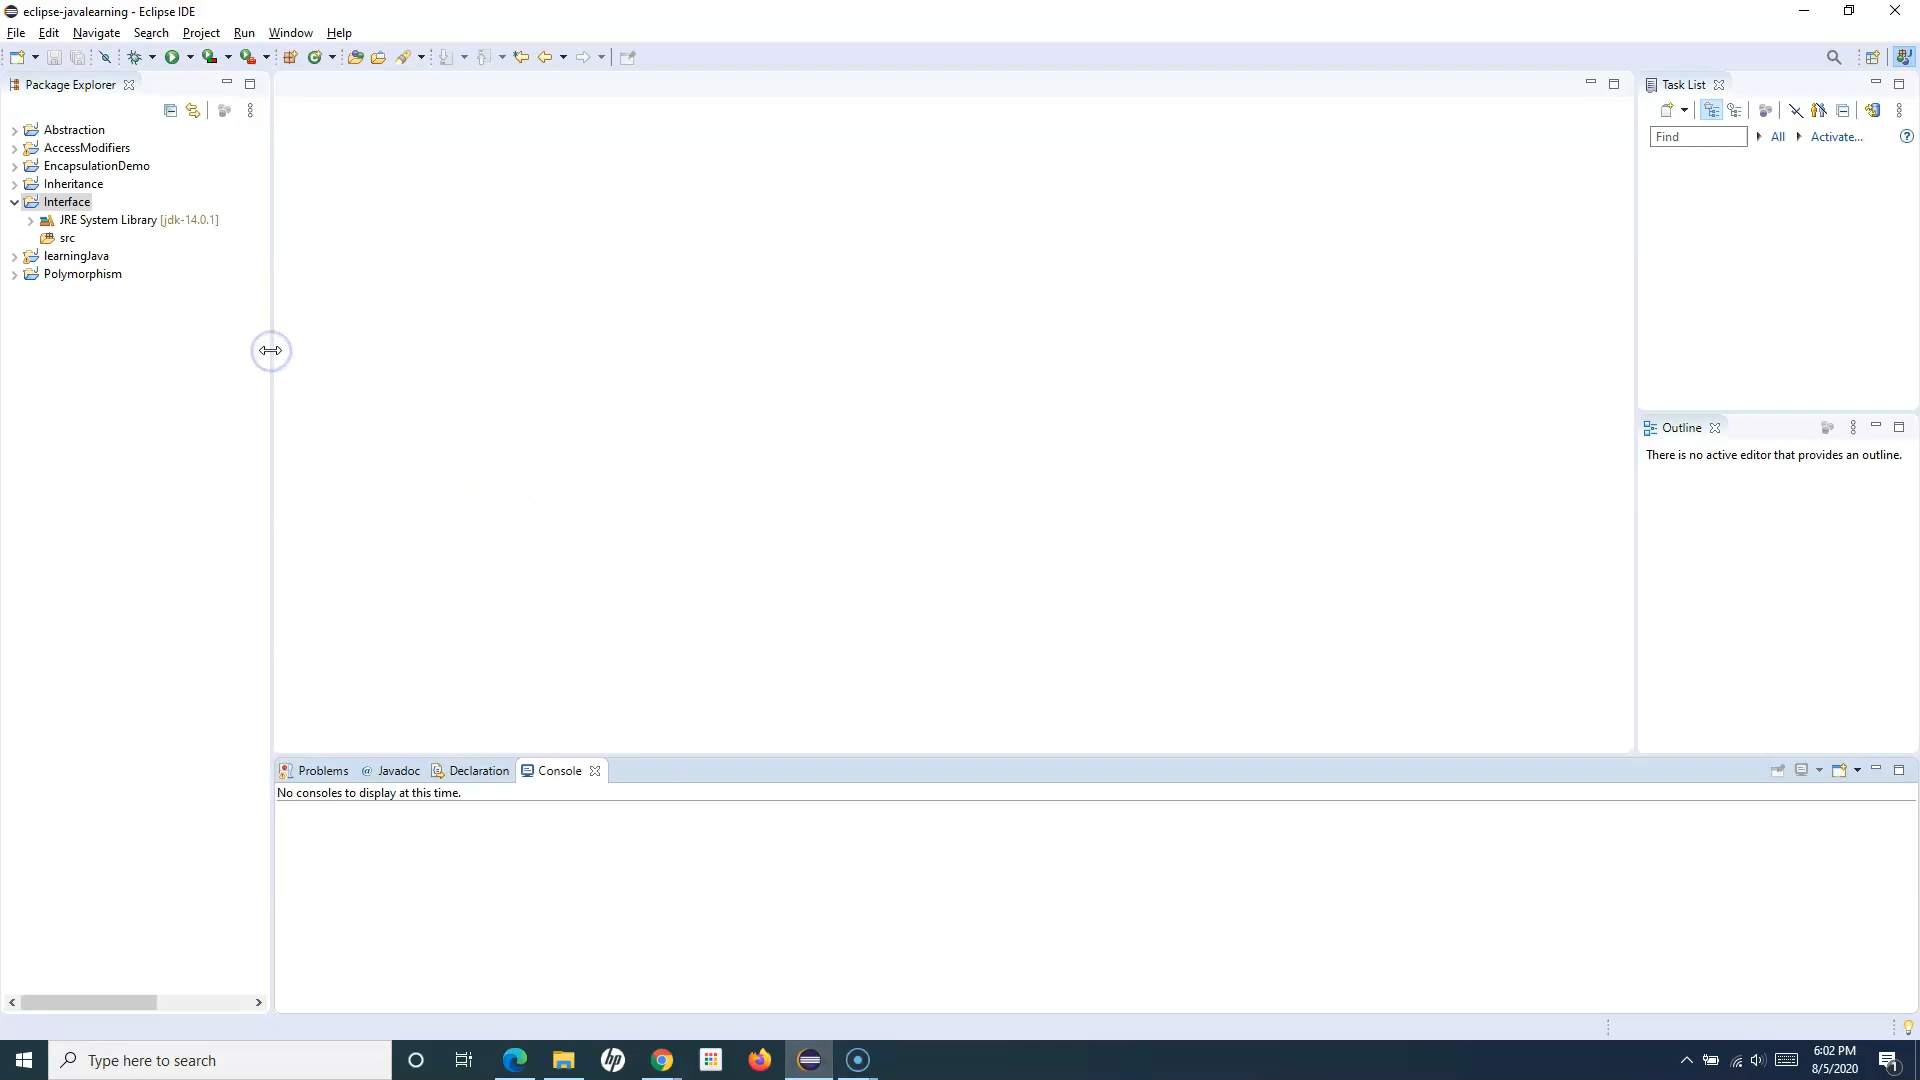 eclipse-javalearning - Eclipse IDE
File Edit Navigate Search Project Run Window Help
Package Explorer
Task List
Find All Activate...
Abstraction
AccessModifiers
EncapsulationDemo
Inheritance
Interface
JRE System Library [jdk-14.0.1]
src
learningJava
Polymorphism
Outline
There is no active editor that provides an outline.
Problems @ Javadoc Declaration Console
No consoles to display at this time.
Type here to search
hp
6:02 PM
8/5/2020
1